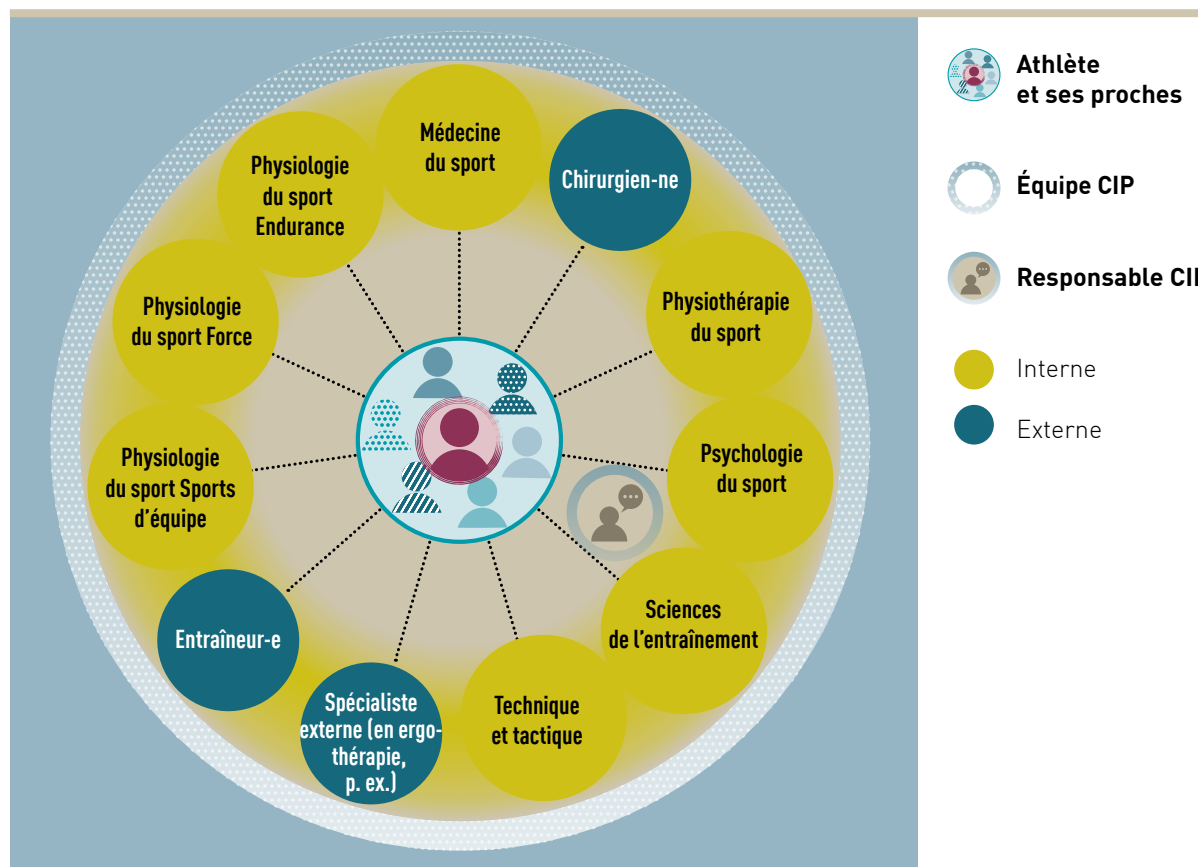 Médecine
du sport
Chirurgien-ne
Physiothérapie
du sport
Psychologie
du sport
Sciences
de l'entraînement
Technique
et tactique
Spécialiste
externe (en ergo-
thérapie,
p. ex.)
Entraîneur-e
Physiologie
du sport Sports
d'équipe
Physiologie
du sport Force
Physiologie
du sport
Endurance
Athlète
et ses proches
Équipe CIP
Responsable CI
Interne
Externe